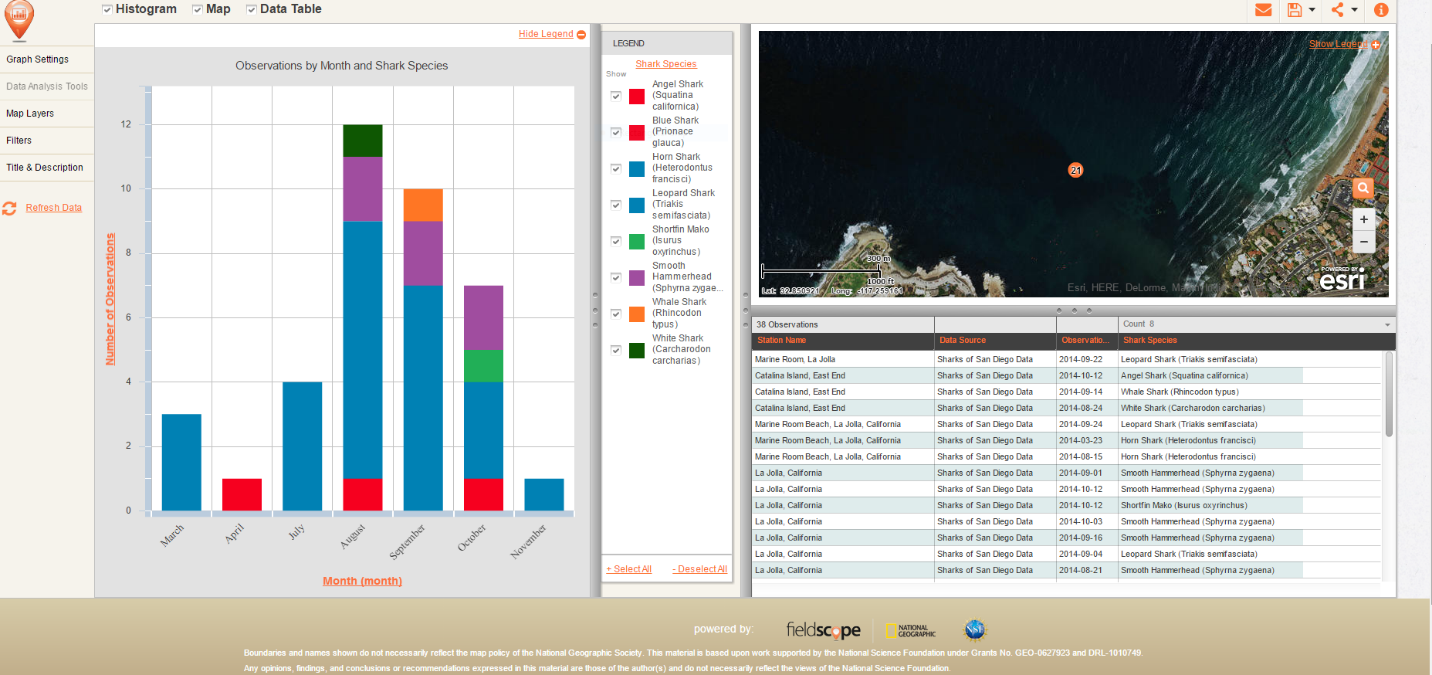 Histogram Map Data Table
Graph Settings
Data Analysis Tools
Map Layers
Filters
Title & Description
Refresh Data
Hide Legend
Observations by Month and Shark Species
Number of Observations
12
10
8
6
4
2
0
March
April
July
August
September
October
November
Month (month)
LEGEND
Shark Species
Show
Angel Shark
(Squatina
californica)
Blue Shark
(Prionace
glauca)
Horn Shark
(Heterodontus
francisci)
Leopard Shark
(Triakis
semifasciata)
Shortfin Mako
(Isurus
oxyrinchus)
Smooth
Hammerhead
(Sphyrna zygae...
Whale Shark
(Rhincodon
typus)
White Shark
(Carcharodon
carcharias)
+ Select All - Deselect All
Show Legend
21
+
−
300 m
1000 ft
Lat: 32.850921 Long: -117.259181
Esri, HERE, DeLorme,
POWERED BY
esri
38 Observations Count 8
Station Name Data Source Observatio... Shark Species
Marine Room, La Jolla Sharks of San Diego Data 2014-09-22 Leopard Shark (Triakis semifasciata)
Catalina Island, East End Sharks of San Diego Data 2014-10-12 Angel Shark (Squatina californica)
Catalina Island, East End Sharks of San Diego Data 2014-09-14 Whale Shark (Rhincodon typus)
Catalina Island, East End Sharks of San Diego Data 2014-08-24 White Shark (Carcharodon carcharias)
Marine Room Beach, La Jolla, California Sharks of San Diego Data 2014-09-24 Leopard Shark (Triakis semifasciata)
Marine Room Beach, La Jolla, California Sharks of San Diego Data 2014-03-23 Horn Shark (Heterodontus francisci)
Marine Room Beach, La Jolla, California Sharks of San Diego Data 2014-08-15 Horn Shark (Heterodontus francisci)
La Jolla, California Sharks of San Diego Data 2014-09-01 Smooth Hammerhead (Sphyrna zygaena)
La Jolla, California Sharks of San Diego Data 2014-10-12 Smooth Hammerhead (Sphyrna zygaena)
La Jolla, California Sharks of San Diego Data 2014-10-12 Shortfin Mako (Isurus oxyrinchus)
La Jolla, California Sharks of San Diego Data 2014-10-03 Smooth Hammerhead (Sphyrna zygaena)
La Jolla, California Sharks of San Diego Data 2014-09-16 Smooth Hammerhead (Sphyrna zygaena)
La Jolla, California Sharks of San Diego Data 2014-09-04 Leopard Shark (Triakis semifasciata)
La Jolla, California Sharks of San Diego Data 2014-08-21 Smooth Hammerhead (Sphyrna zygaena)
powered by: fieldscope NATIONAL GEOGRAPHIC NSF
Boundaries and names shown do not necessarily reflect the map policy of the National Geographic Society. This material is based upon work supported by the National Science Foundation under Grants No. GEO-0627923 and DRL-1010749.
Any opinions, findings, and conclusions or recommendations expressed in this material are those of the author(s) and do not necessarily reflect the views of the National Science Foundation.